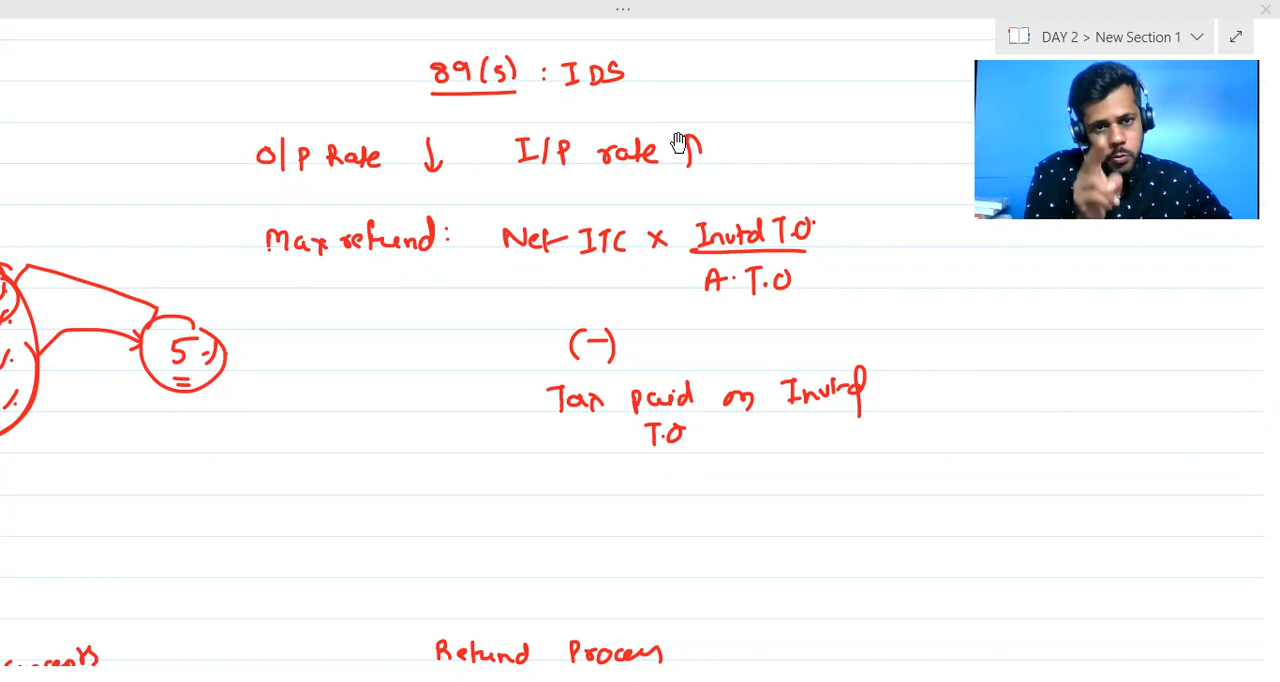 DAY 2 > New Section 1
89(5) : IDS
O/P Rate ↓ I/P rate ↑
Max refund: Net ITC × Invtd T.O
A. T.O
5%
(-)
Tax paid on Invtd
T.O
Refund Process